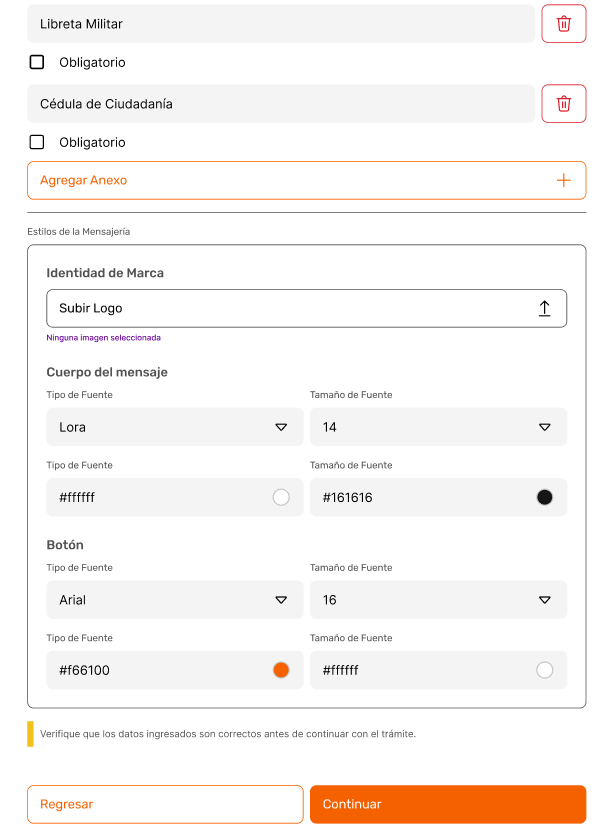 Libreta Militar
Obligatorio
Cédula de Ciudadanía
Obligatorio
Agregar Anexo
Estilos de la Mensajería
Identidad de Marca
Subir Logo
Ninguna imagen seleccionada
Cuerpo del mensaje
Tipo de Fuente Tamaño de Fuente
Lora 14
Tipo de Fuente Tamaño de Fuente
#ffffff #161616
Botón
Tipo de Fuente Tamaño de Fuente
Arial 16
Tipo de Fuente Tamaño de Fuente
#f66100 #ffffff
Verifique que los datos ingresados son correctos antes de continuar con el trámite.
Regresar Continuar